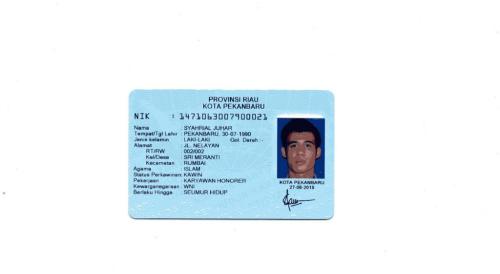 PROVINSI RIAU
KOTA PEKANBARU
NIK : 1471063007900021
Nama : SYAHRIAL JUHAR
Tempat/Tgl Lahir : PEKANBARU, 30-07-1990
Jenis kelamin : LAKI-LAKI Gol. Darah :-
Alamat : JL. NELAYAN
RT/RW : 002/002
Kel/Desa : SRI MERANTI
Kecamatan : RUMBAI
Agama : ISLAM
Status Perkawinan: KAWIN
Pekerjaan : KARYAWAN HONORER
Kewarganegaraan: WNI
Berlaku Hingga : SEUMUR HIDUP
KOTA PEKANBARU
27-08-2018